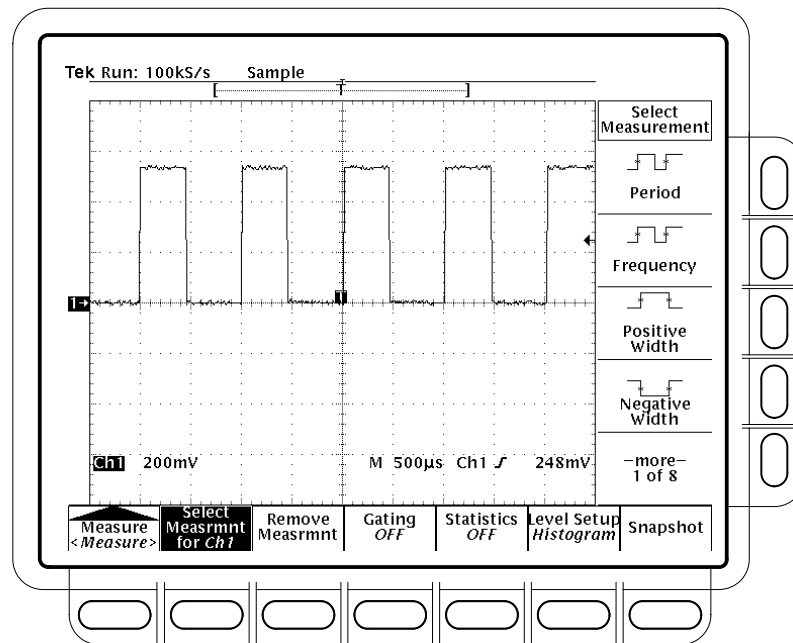 Tek Run: 100kS/s Sample
T
[ T ]
Select
Measurement
Period
Frequency
1→
T
Positive
Width
Negative
Width
Ch1 200mV M 500µs Ch1 248mV
–more–
1 of 8
Measure
<Measure>
Select
Measrmnt
for Ch1
Remove
Measrmnt
Gating
OFF
Statistics
OFF
Level Setup
Histogram
Snapshot